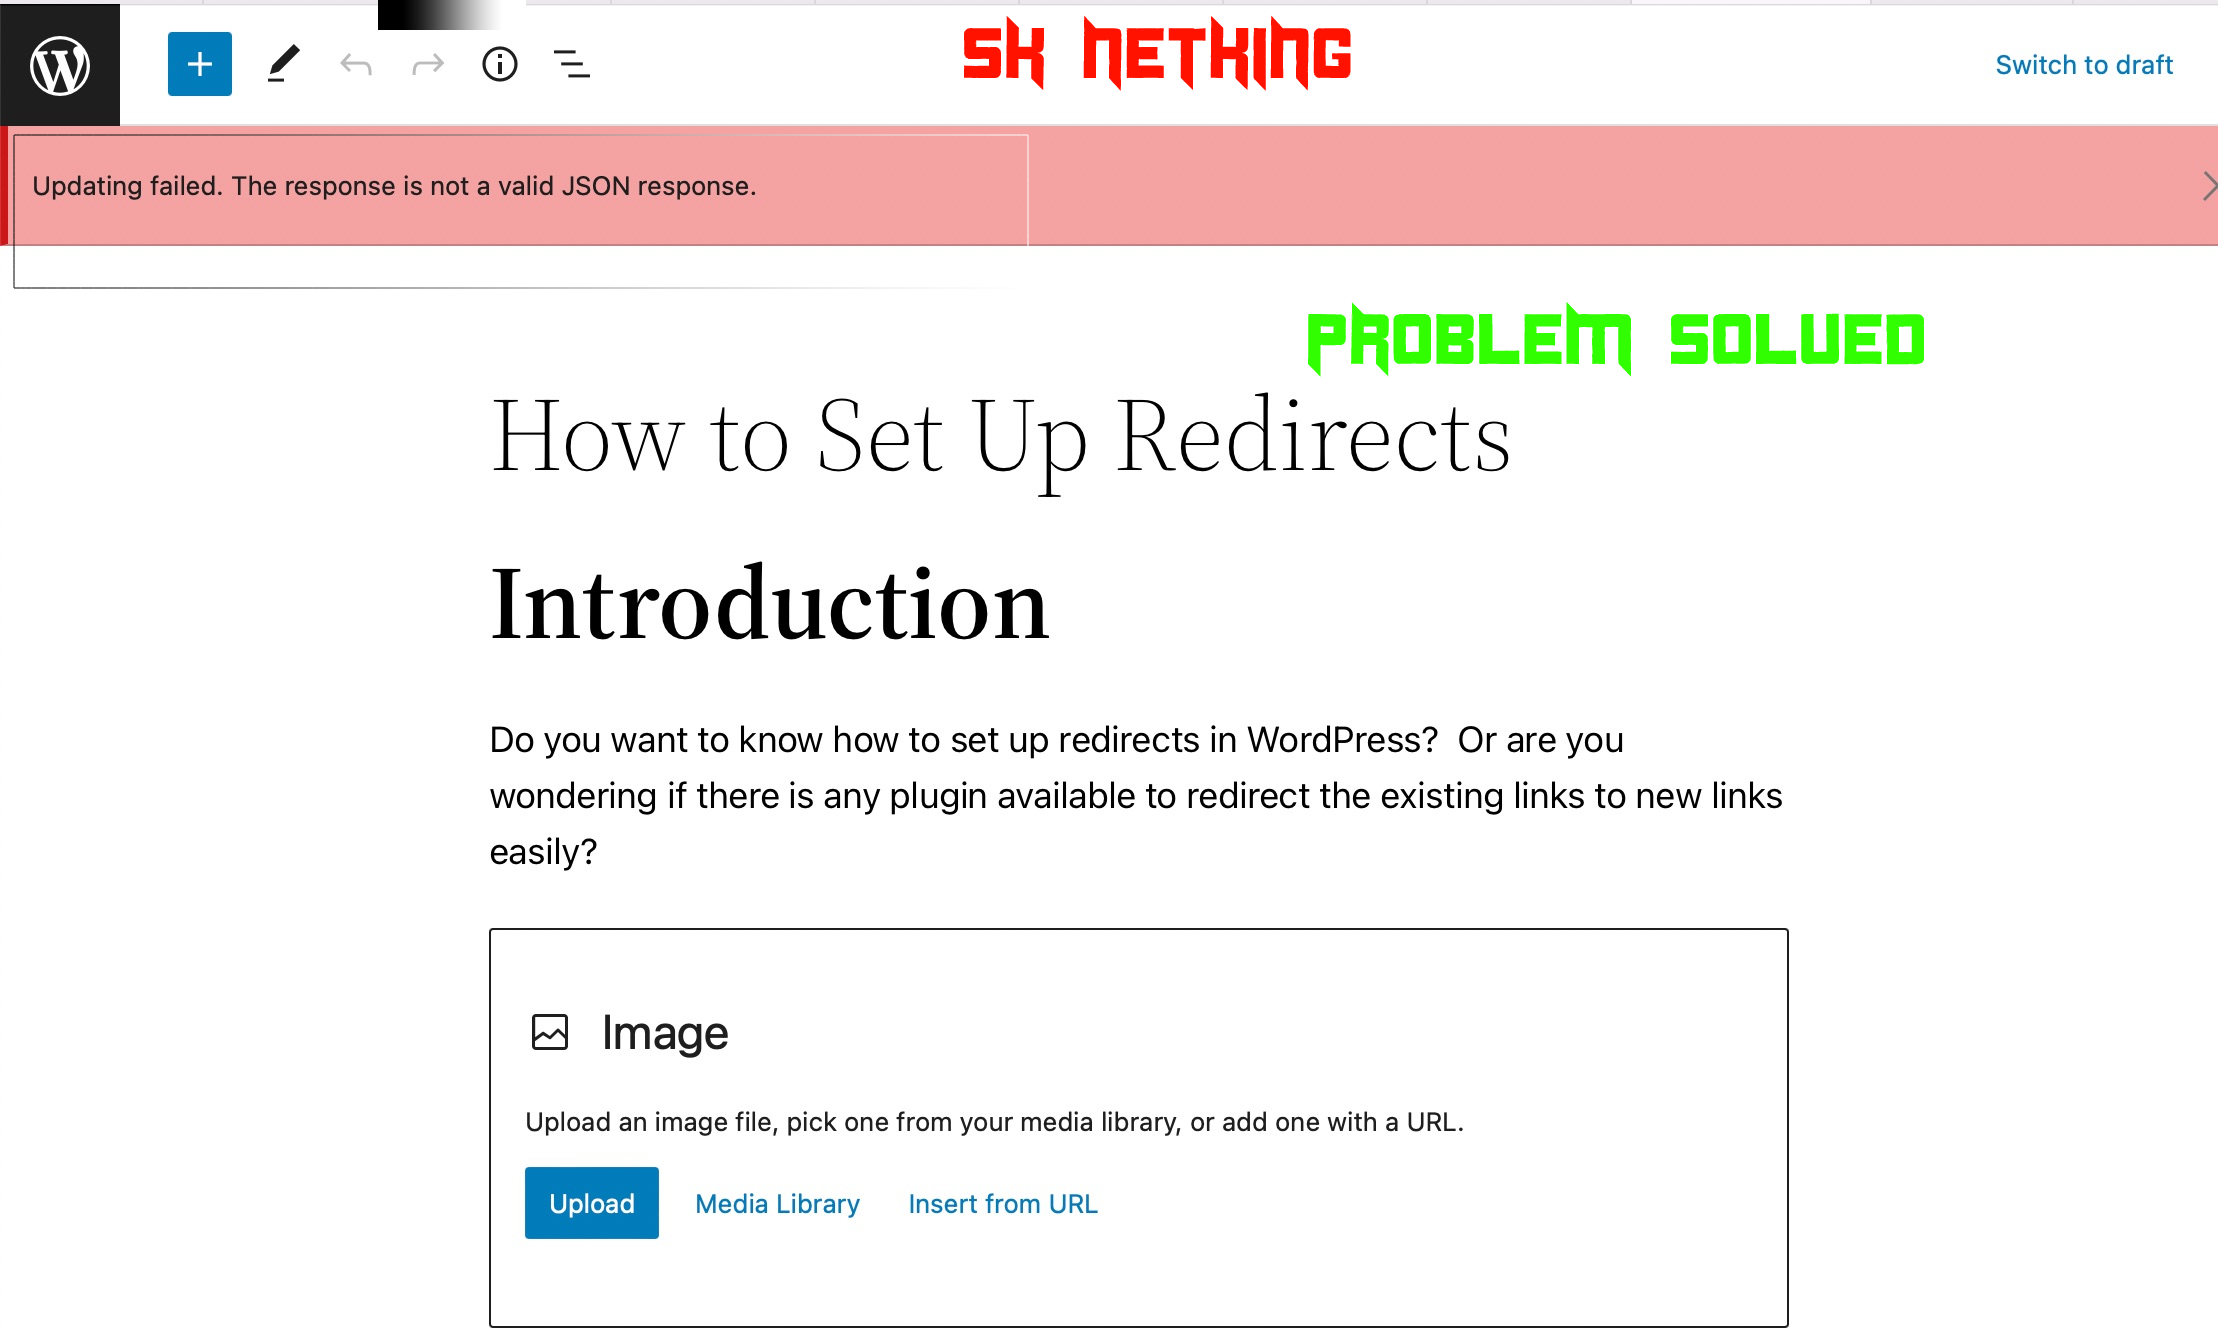 SK NETKING
Switch to draft
Updating failed. The response is not a valid JSON response.
PROBLEM SOLVED
How to Set Up Redirects
Introduction
Do you want to know how to set up redirects in WordPress?  Or are you
wondering if there is any plugin available to redirect the existing links to new links
easily?
Image
Upload an image file, pick one from your media library, or add one with a URL.
Upload Media Library Insert from URL